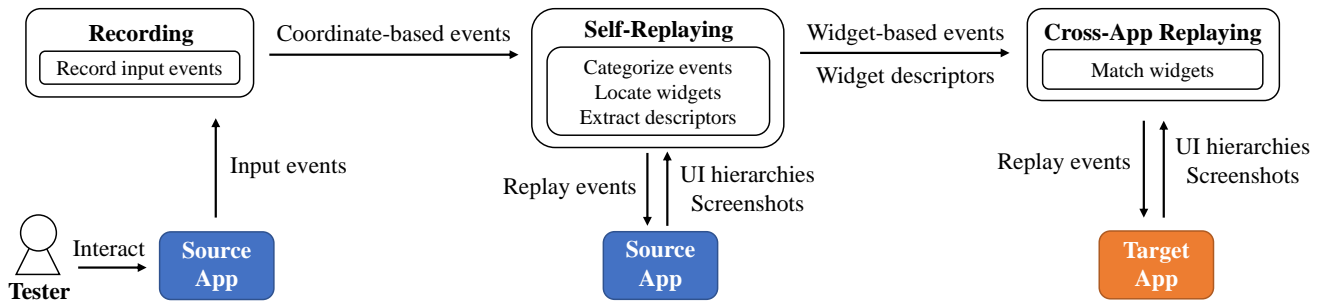 Recording
Record input events
Coordinate-based events
Self-Replaying
Categorize events
Locate widgets
Extract descriptors
Widget-based events
Widget descriptors
Cross-App Replaying
Match widgets
Input events
Replay events
UI hierarchies
Screenshots
Replay events
UI hierarchies
Screenshots
Tester
Interact
Source
App
Source
App
Target
App